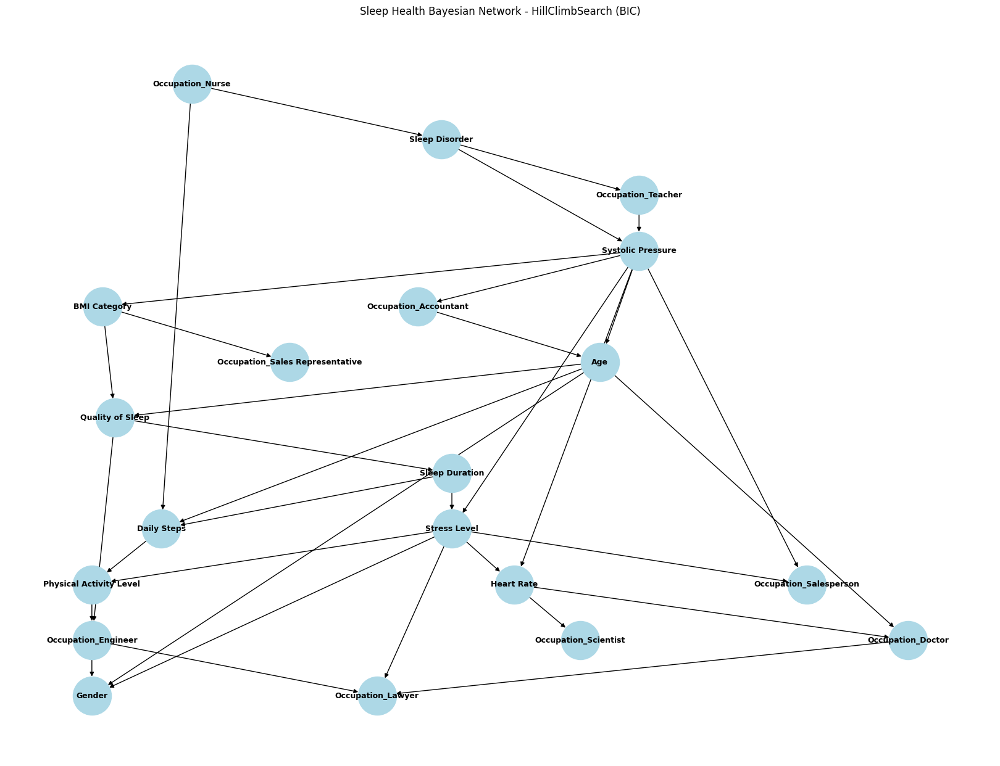 Sleep Health Bayesian Network - HillClimbSearch (BIC)
Occupation_Nurse
Sleep Disorder
Occupation_Teacher
Systolic Pressure
BMI Category
Occupation_Accountant
Occupation_Sales Representative
Age
Quality of Sleep
Sleep Duration
Daily Steps
Stress Level
Physical Activity Level
Heart Rate
Occupation_Salesperson
Occupation_Engineer
Occupation_Scientist
Occupation_Doctor
Gender
Occupation_Lawyer